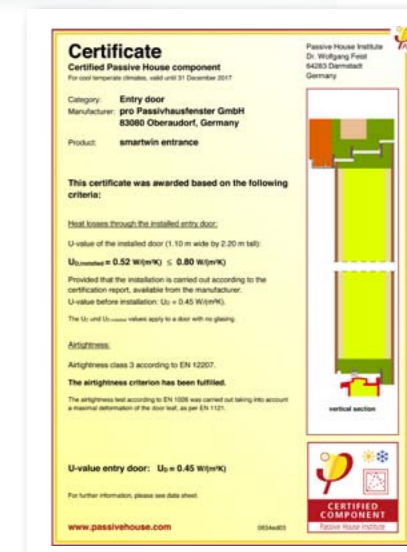 Certificate
Certified Passive House component
For cool temperate climates, valid until 31 December 2017
Passive House Institute
Dr. Wolfgang Feist
64283 Darmstadt
Germany
Category: Entry door
Manufacturer: pro Passivhausfenster GmbH
83080 Oberaudorf, Germany
Product: smartwin entrance
This certificate was awarded based on the following
criteria:
Heat losses through the installed entry door:
U-value of the installed door (1.10 m wide by 2.20 m tall):
UD,installed = 0.52 W/(m²K) ≤ 0.80 W/(m²K)
Provided that the installation is carried out according to the
certification report, available from the manufacturer.
U-value before installation: UD = 0.45 W/(m²K).
The UD und UD,installed values apply to a door with no glazing.
Airtightness:
Airtightness class 3 according to EN 12207.
The airtightness criterion has been fulfilled.
The airtightness test according to EN 1026 was carried out taking into account
a maximal deformation of the door leaf, as per EN 1121.
vertical section
U-value entry door: UD = 0.45 W/(m²K)
For further information, please see data sheet.
www.passivehouse.com
0834ed03
CERTIFIED
COMPONENT
Passive House Institute